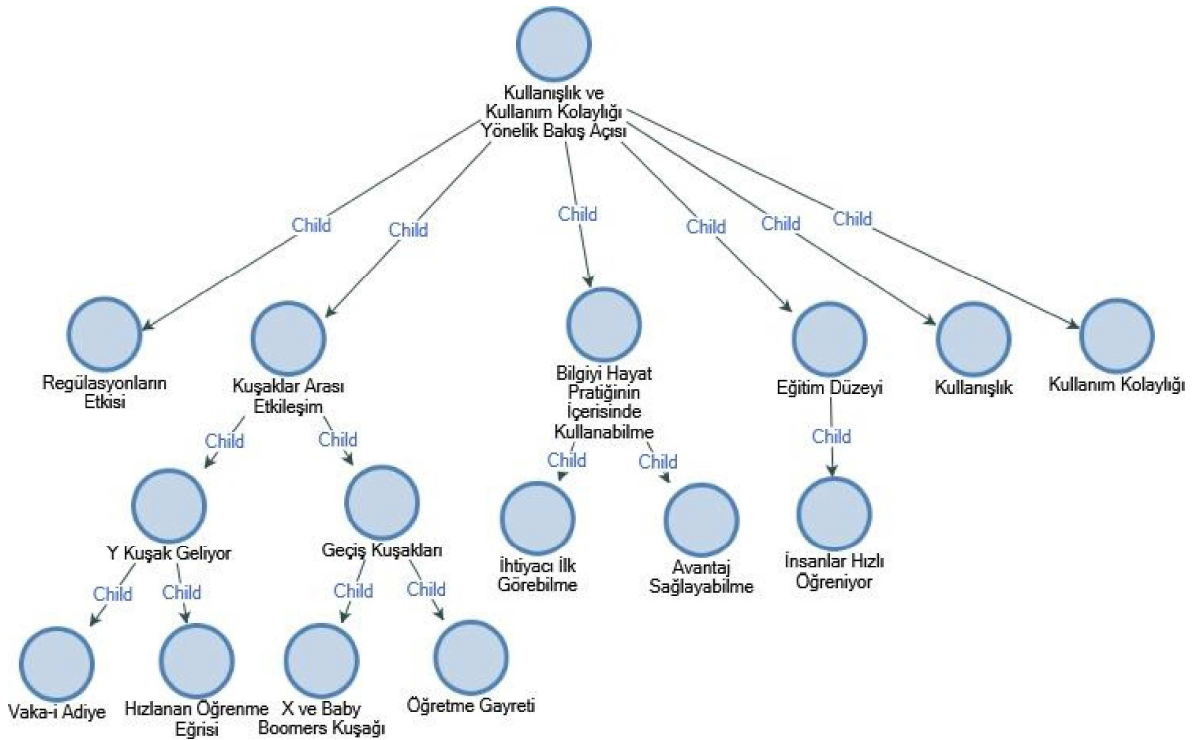 Kullanışlık ve
Kullanım Kolaylığı
Yönelik Bakış Açısı
Child
Child
Child
Child
Child
Child
Regülasyonların
Etkisi
Kuşaklar Arası
Etkileşim
Bilgiyi Hayat
Pratiğinin
İçerisinde
Kullanabilme
Eğitim Düzeyi
Kullanışlık
Kullanım Kolaylığı
Child
Child
Child
Child
Child
Y Kuşak Geliyor
Geçiş Kuşakları
İhtiyacı İlk
Görebilme
Avantaj
Sağlayabilme
İnsanlar Hızlı
Öğreniyor
Child
Child
Child
Child
Vaka-i Adiye
Hızlanan Öğrenme
Eğrisi
X ve Baby
Boomers Kuşağı
Öğretme Gayreti